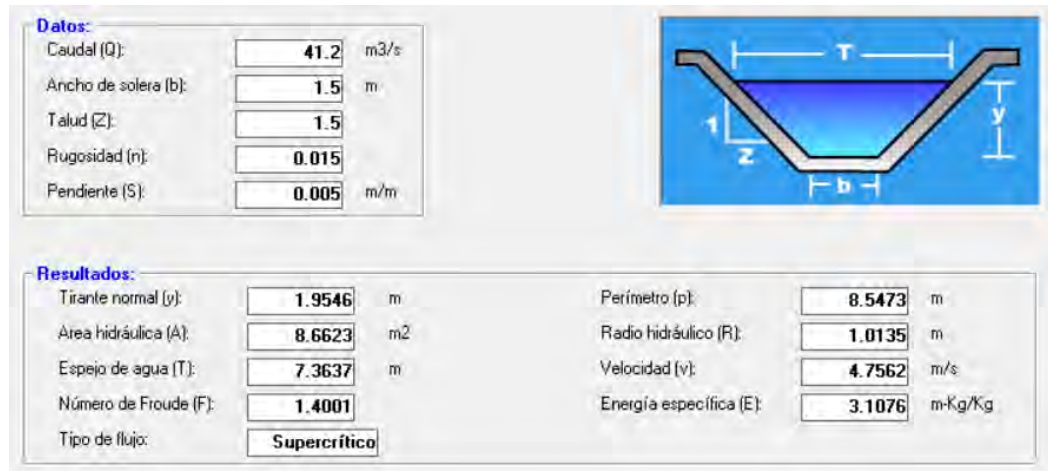 Datos:
Caudal (Q): 41.2 m3/s
Ancho de solera (b): 1.5 m
Talud (Z): 1.5
Rugosidad (n): 0.015
Pendiente (S): 0.005 m/m
T
y
1
Z
b
Resultados:
Tirante normal (y): 1.9546 m Perímetro (p): 8.5473 m
Area hidráulica (A): 8.6623 m2 Radio hidráulico (R): 1.0135 m
Espejo de agua (T): 7.3637 m Velocidad (v): 4.7562 m/s
Número de Froude (F): 1.4001 Energía específica (E): 3.1076 m-Kg/Kg
Tipo de flujo: Supercrítico